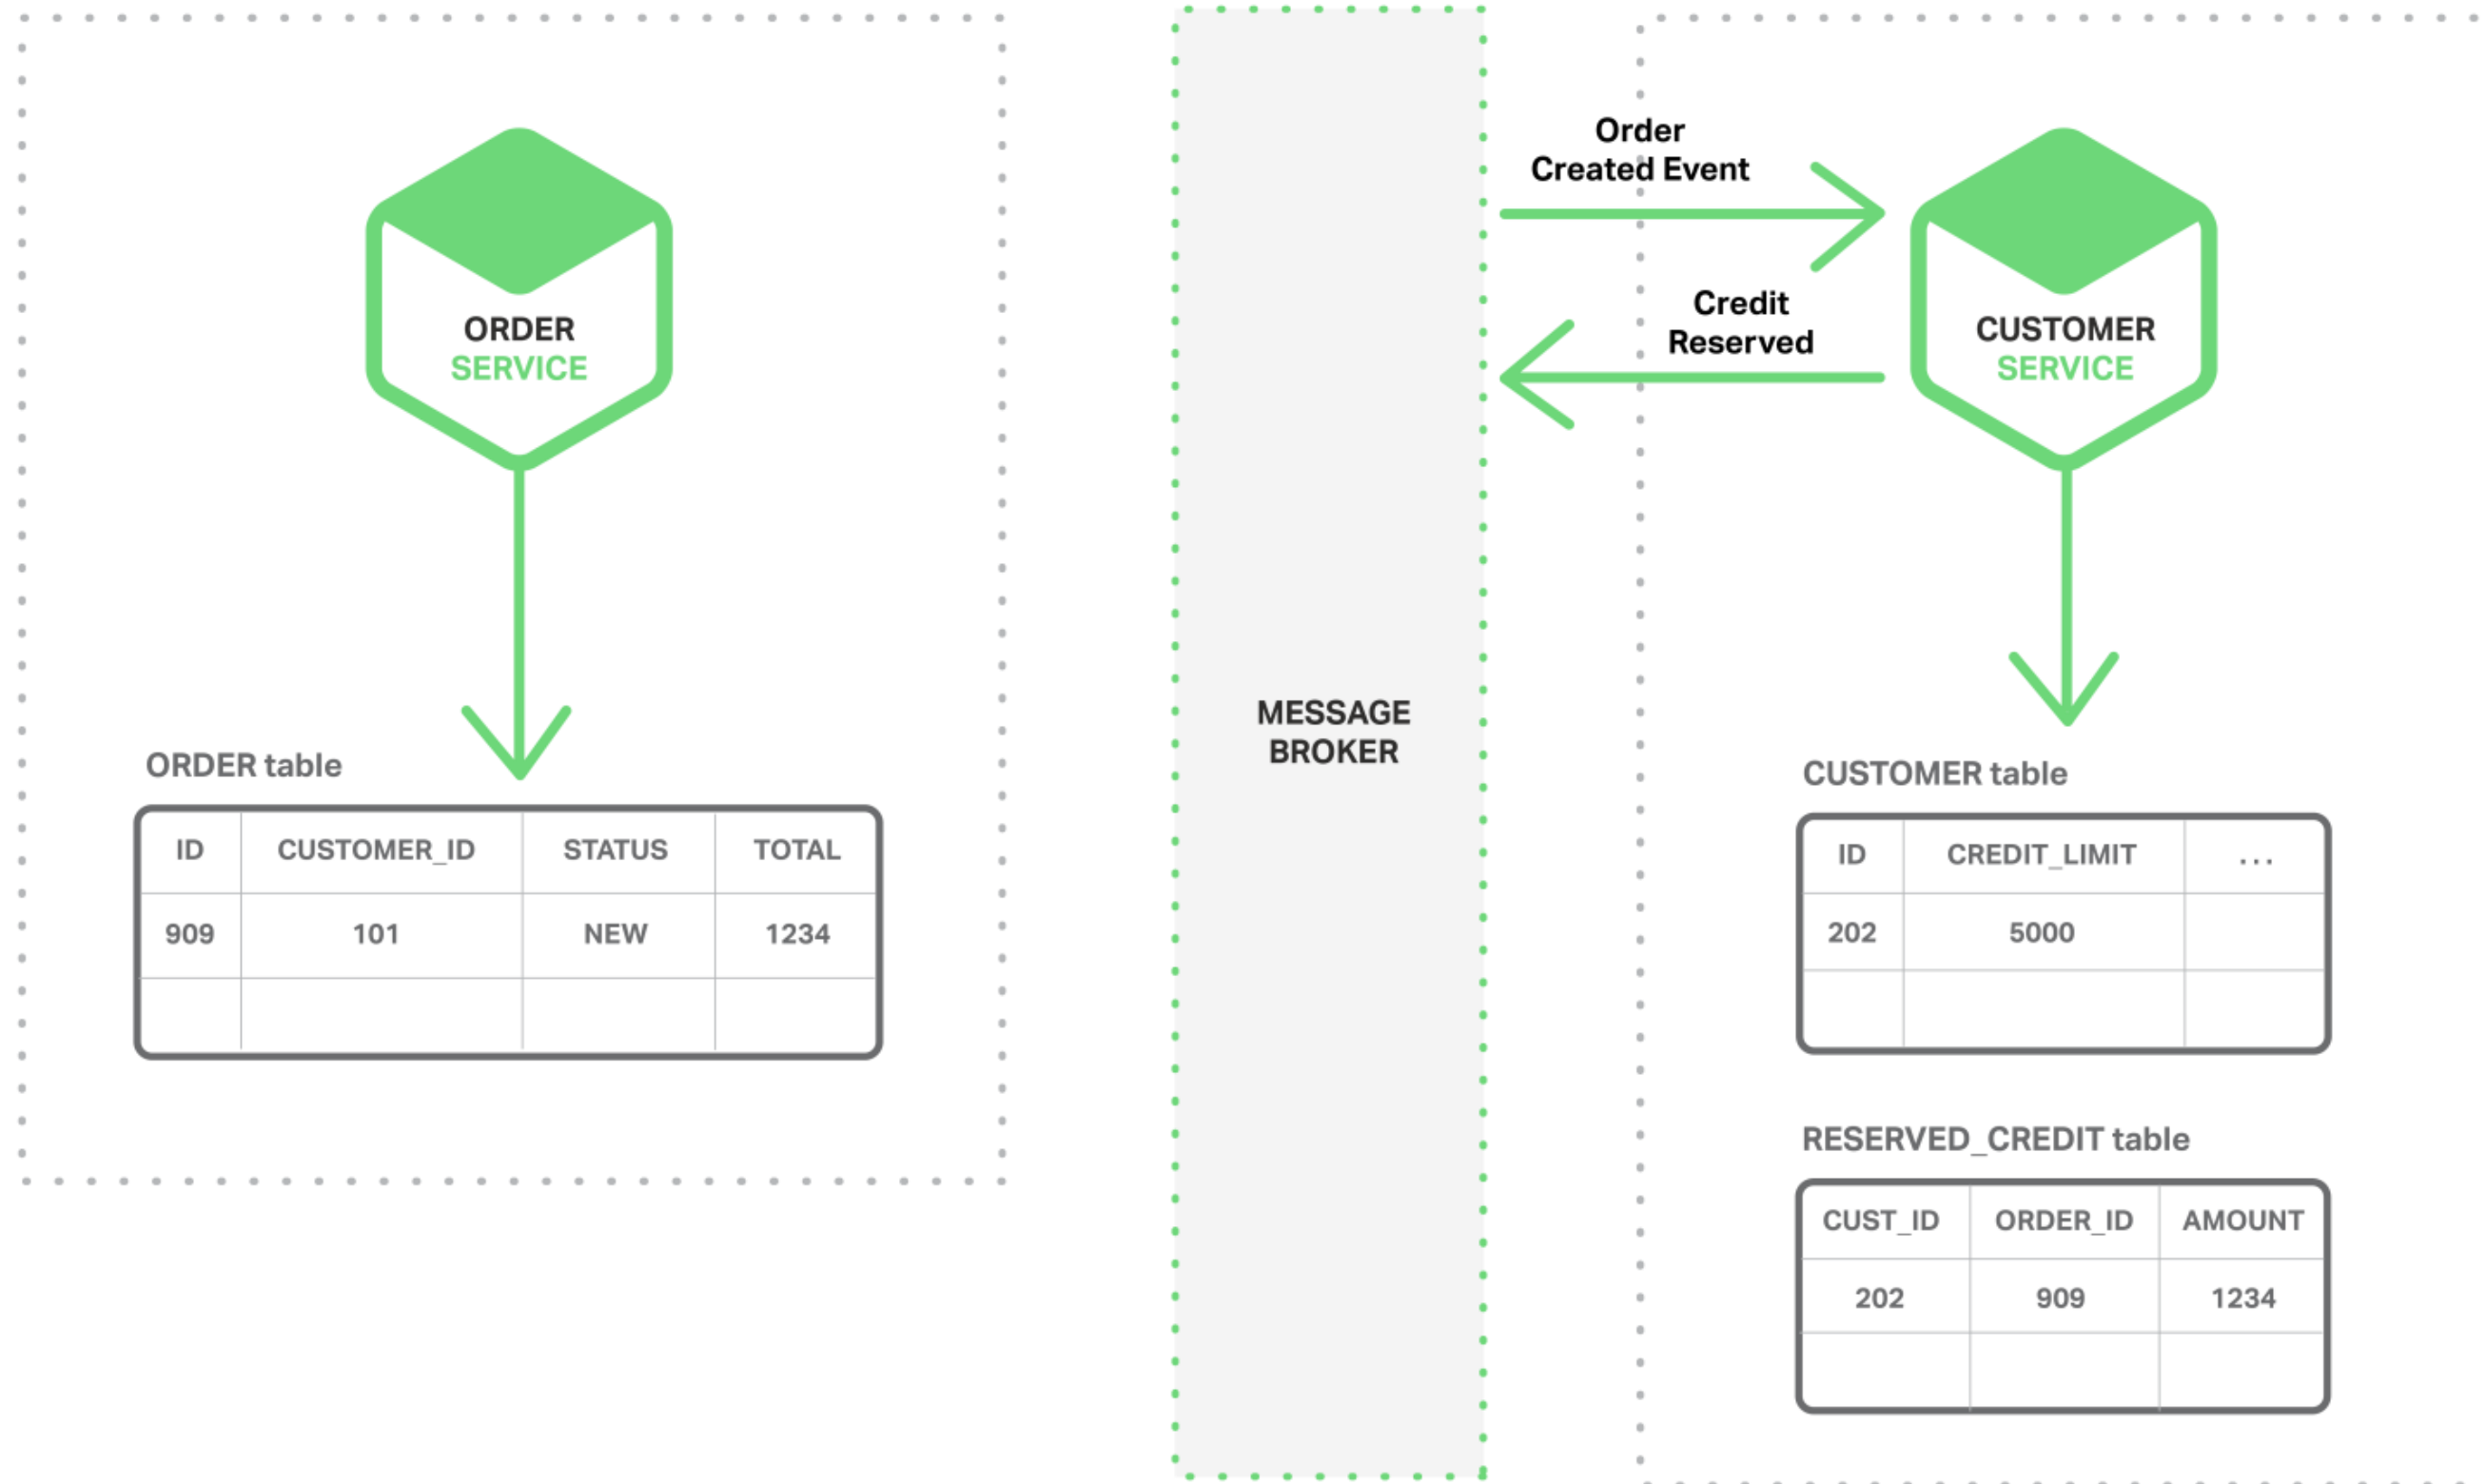 ORDER
SERVICE
ORDER table
ID CUSTOMER_ID STATUS TOTAL
909 101 NEW 1234
MESSAGE
BROKER
Order
Created Event
Credit
Reserved
CUSTOMER
SERVICE
CUSTOMER table
ID CREDIT_LIMIT ...
202 5000
RESERVED_CREDIT table
CUST_ID ORDER_ID AMOUNT
202 909 1234